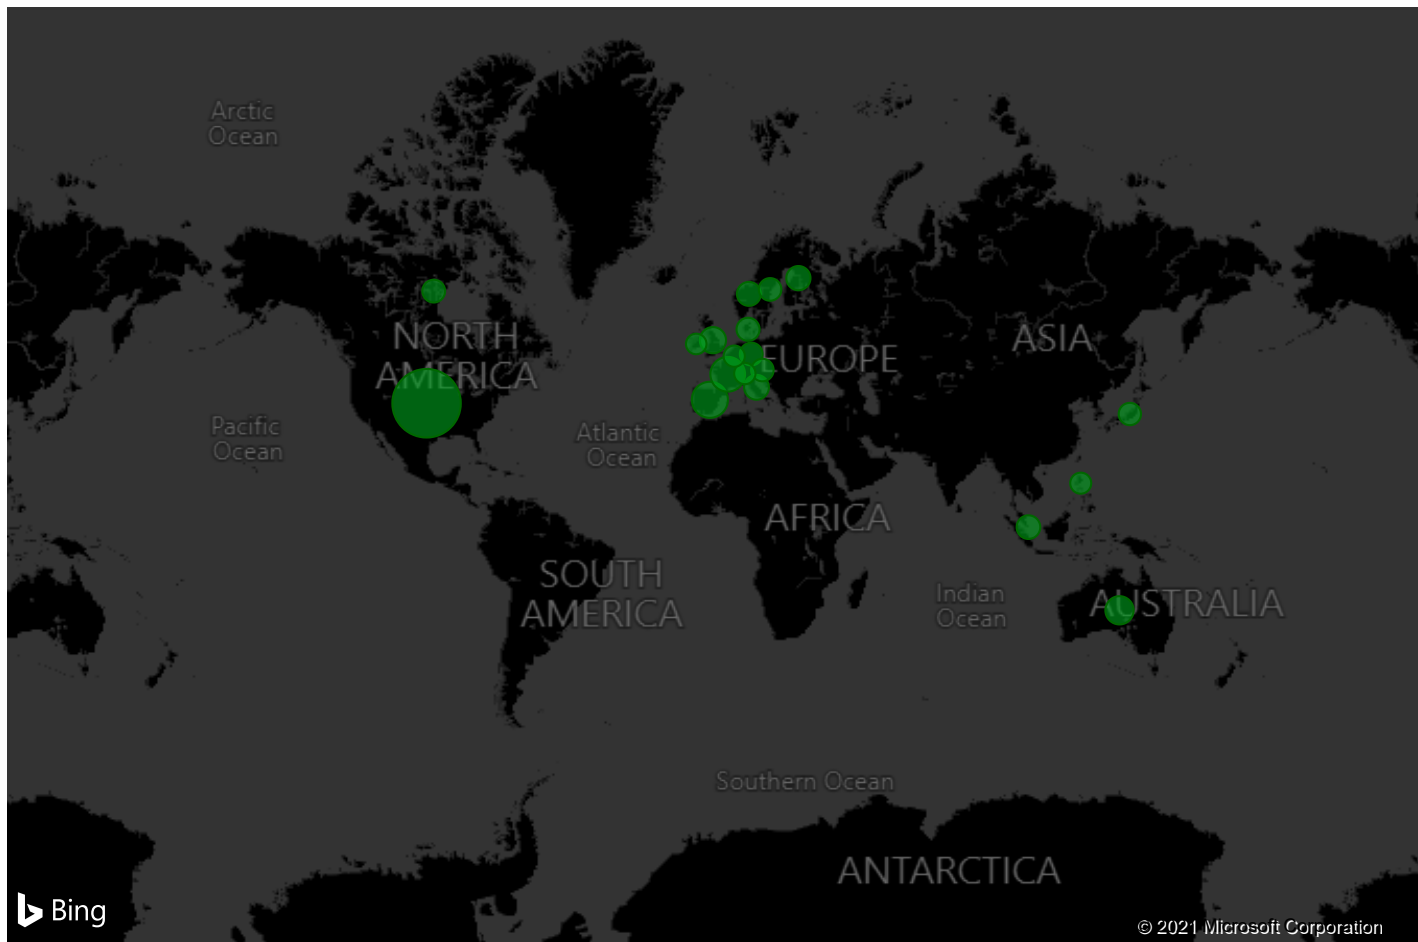 Arctic
Ocean
NORTH
AMERICA
EUROPE
ASIA
Pacific
Ocean
Atlantic
Ocean
AFRICA
SOUTH
AMERICA
Indian
Ocean
AUSTRALIA
Southern Ocean
ANTARCTICA
Bing
© 2021 Microsoft Corporation